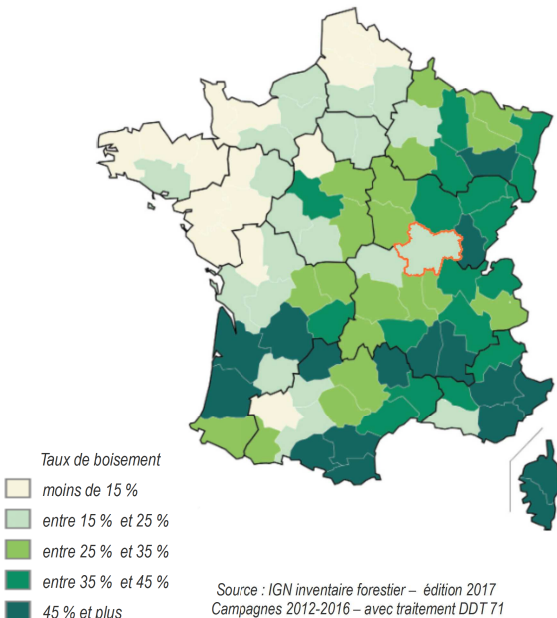 Taux de boisement
moins de 15 %
entre 15 % et 25 %
entre 25 % et 35 %
entre 35 % et 45 %
45 % et plus
Source : IGN inventaire forestier – édition 2017
Campagnes 2012-2016 – avec traitement DDT 71